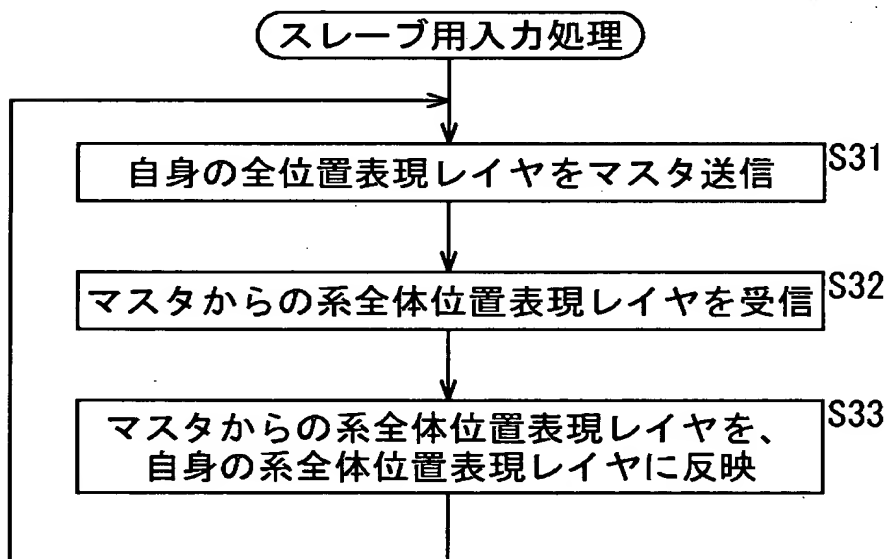 スレーブ用入力処理
自身の全位置表現レイヤをマスタ送信
S31
マスタからの系全体位置表現レイヤを受信
S32
マスタからの系全体位置表現レイヤを、
自身の系全体位置表現レイヤに反映
S33